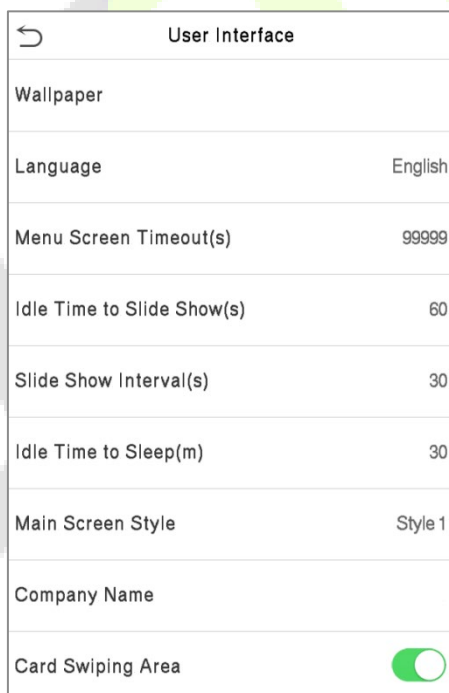 User Interface
Wallpaper
Language English
Menu Screen Timeout(s) 99999
Idle Time to Slide Show(s) 60
Slide Show Interval(s) 30
Idle Time to Sleep(m) 30
Main Screen Style Style 1
Company Name
Card Swiping Area